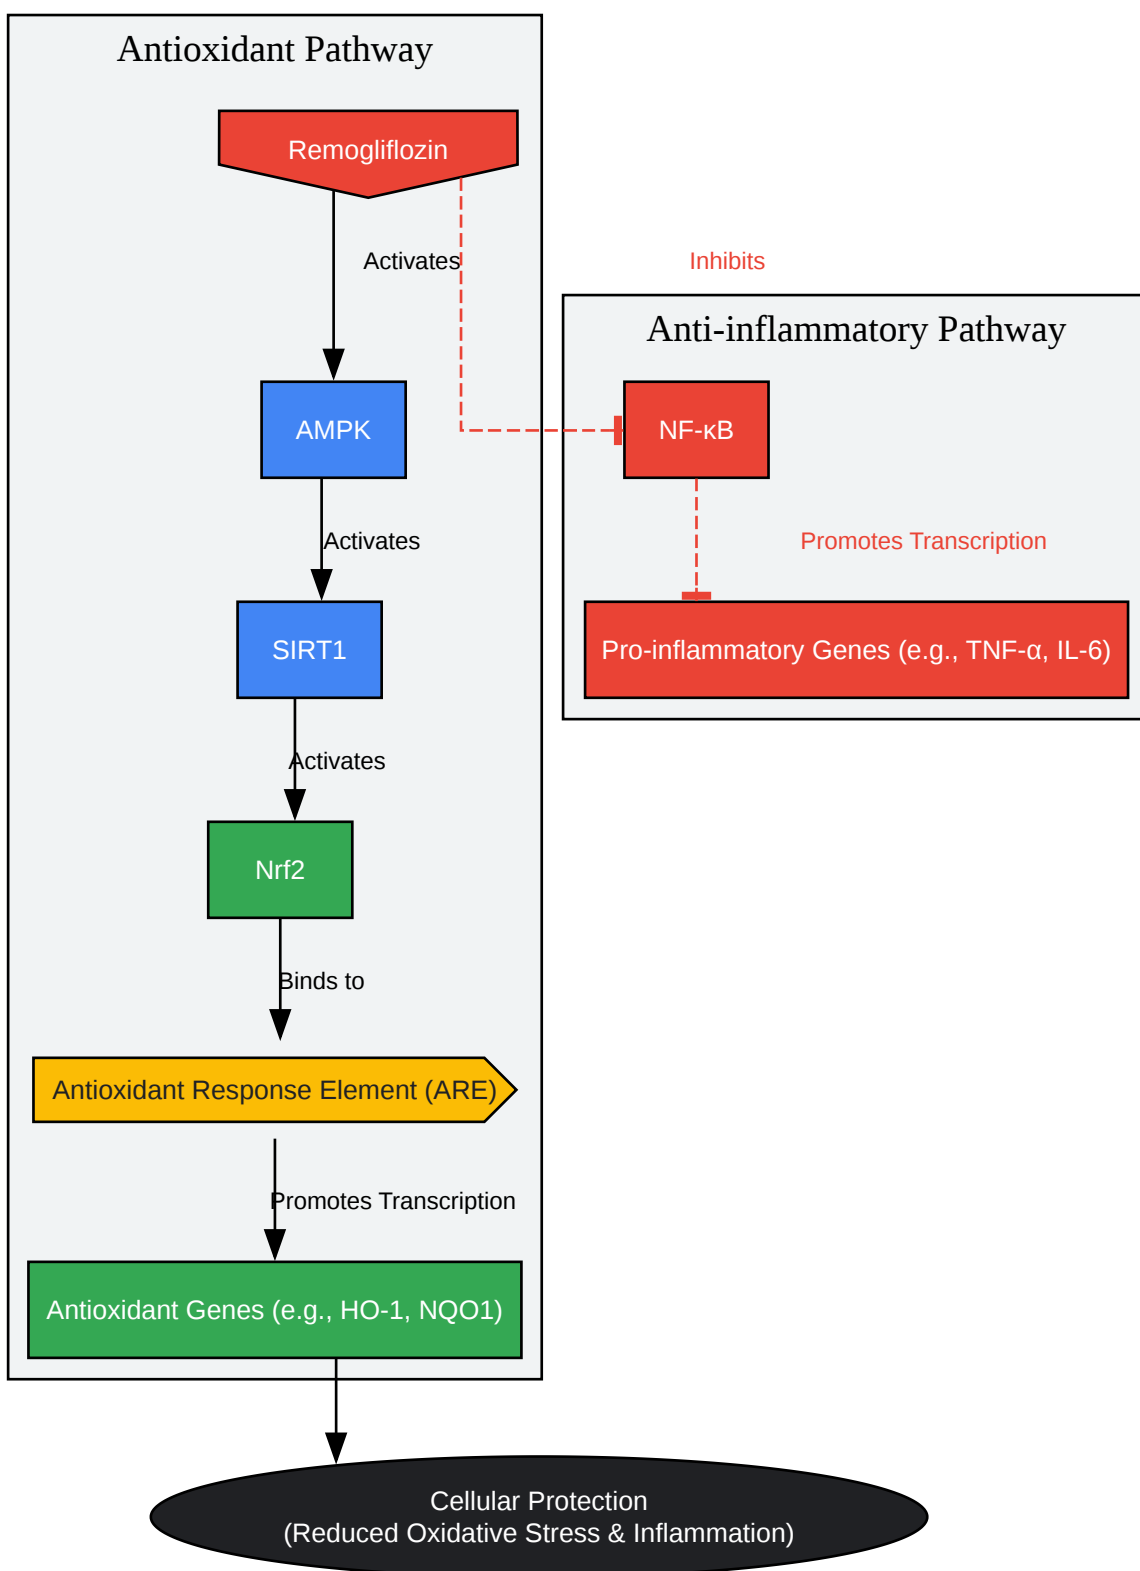 Antioxidant Pathway
Remogliflozin
Activates
Inhibits
Anti-inflammatory Pathway
AMPK
NF-κB
Activates
Promotes Transcription
SIRT1
Pro-inflammatory Genes (e.g., TNF-α, IL-6)
Activates
Nrf2
Binds to
Antioxidant Response Element (ARE)
Promotes Transcription
Antioxidant Genes (e.g., HO-1, NQO1)
Cellular Protection
(Reduced Oxidative Stress & Inflammation)